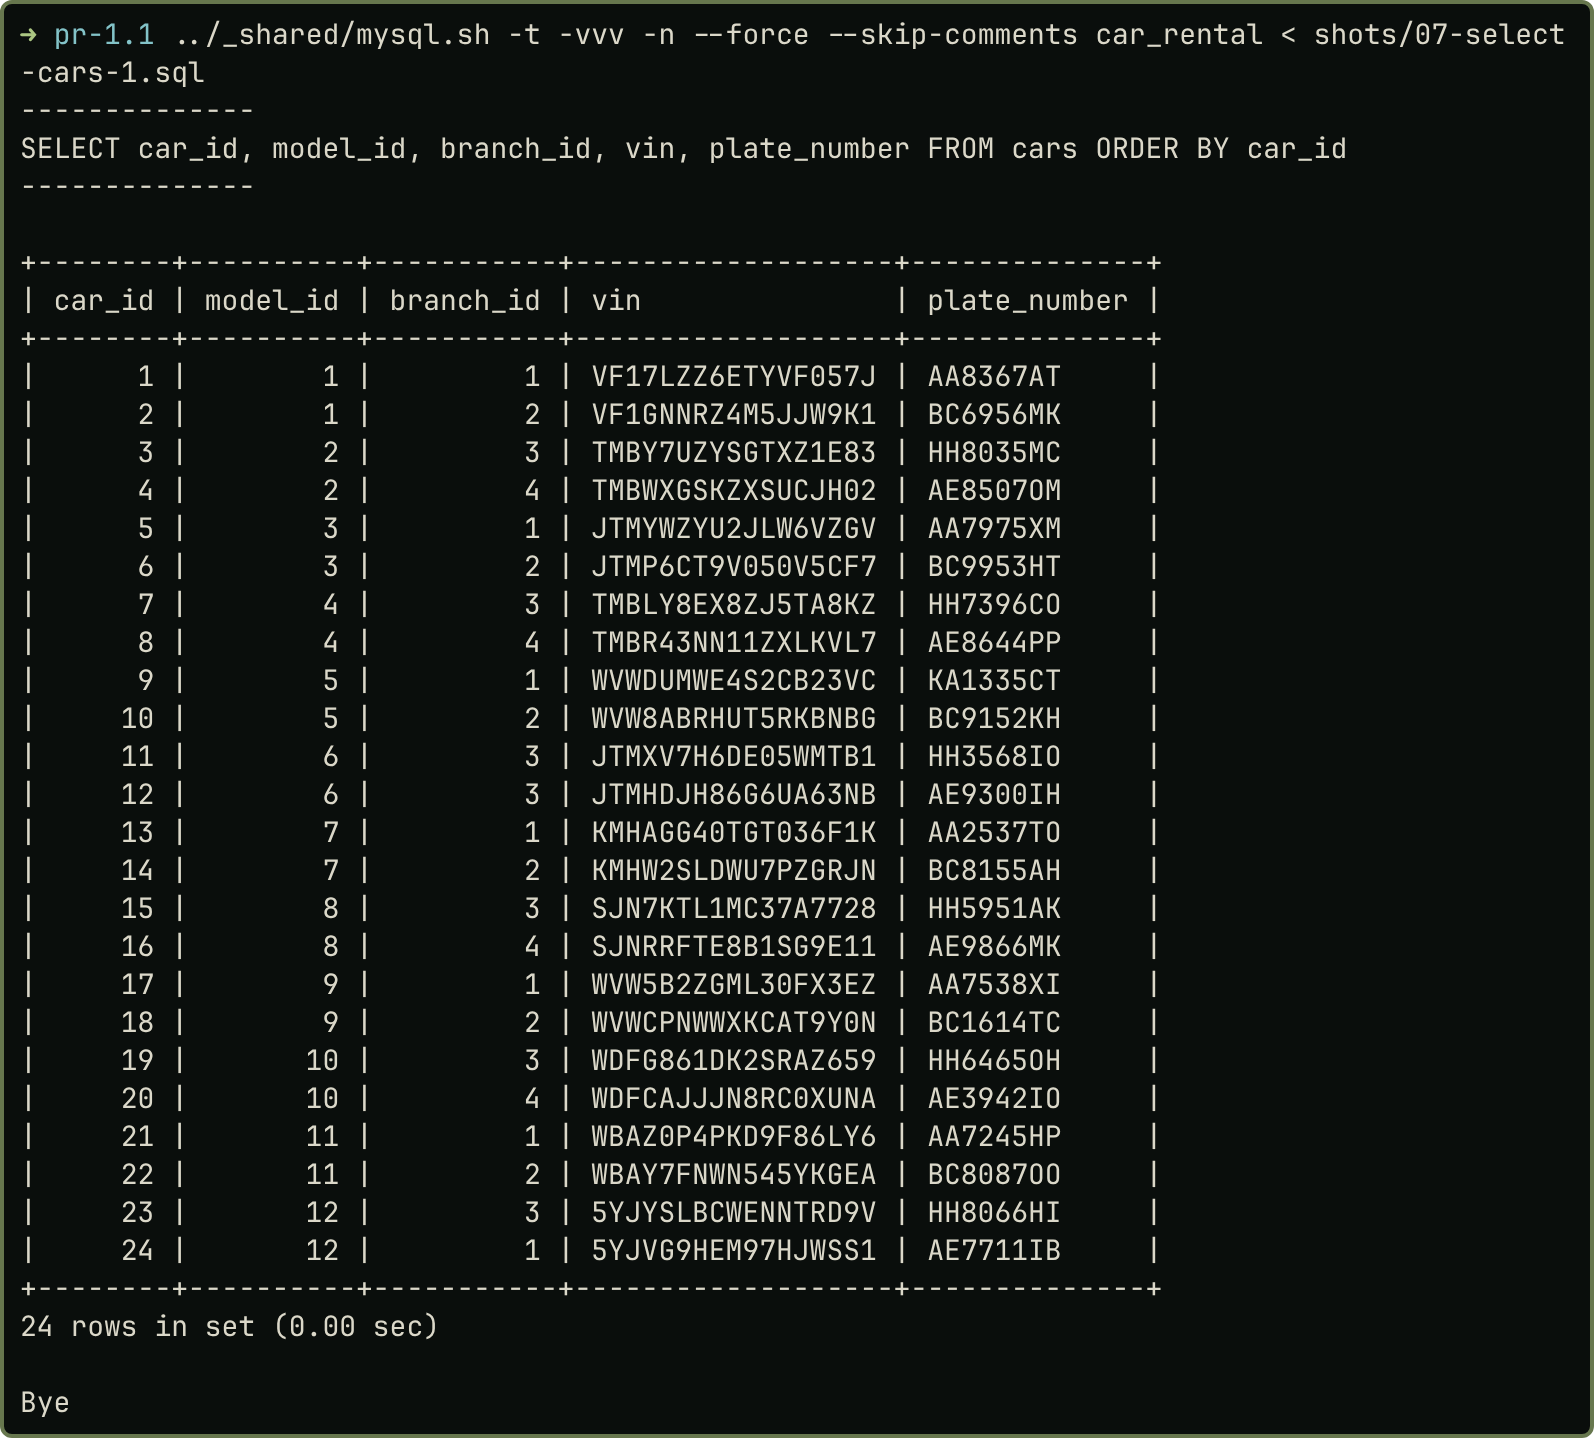 ➜ pr-1.1 ../_shared/mysql.sh -t -vvv -n --force --skip-comments car_rental < shots/07-select
-cars-1.sql
--------------
SELECT car_id, model_id, branch_id, vin, plate_number FROM cars ORDER BY car_id
--------------

+--------+----------+-----------+-------------------+--------------+
| car_id | model_id | branch_id | vin               | plate_number |
+--------+----------+-----------+-------------------+--------------+
|      1 |        1 |         1 | VF17LZZ6ETYVF057J | AA8367AT     |
|      2 |        1 |         2 | VF1GNNRZ4M5JJW9K1 | BC6956MK     |
|      3 |        2 |         3 | TMBY7UZYSGTXZ1E83 | HH8035MC     |
|      4 |        2 |         4 | TMBWXGSKZXSUCJH02 | AE8507OM     |
|      5 |        3 |         1 | JTMYWZYU2JLW6VZGV | AA7975XM     |
|      6 |        3 |         2 | JTMP6CT9V050V5CF7 | BC9953HT     |
|      7 |        4 |         3 | TMBLY8EX8ZJ5TA8KZ | HH7396CO     |
|      8 |        4 |         4 | TMBR43NN11ZXLKVL7 | AE8644PP     |
|      9 |        5 |         1 | WVWDUMWE4S2CB23VC | KA1335CT     |
|     10 |        5 |         2 | WVW8ABRHUT5RKBNBG | BC9152KH     |
|     11 |        6 |         3 | JTMXV7H6DE05WMTB1 | HH3568IO     |
|     12 |        6 |         3 | JTMHDJH86G6UA63NB | AE9300IH     |
|     13 |        7 |         1 | KMHAGG40TGT036F1K | AA2537TO     |
|     14 |        7 |         2 | KMHW2SLDWU7PZGRJN | BC8155AH     |
|     15 |        8 |         3 | SJN7KTL1MC37A7728 | HH5951AK     |
|     16 |        8 |         4 | SJNRRFTE8B1SG9E11 | AE9866MK     |
|     17 |        9 |         1 | WVW5B2ZGML30FX3EZ | AA7538XI     |
|     18 |        9 |         2 | WVWCPNWWXKCAT9Y0N | BC1614TC     |
|     19 |       10 |         3 | WDFG861DK2SRAZ659 | HH6465OH     |
|     20 |       10 |         4 | WDFCAJJJN8RC0XUNA | AE3942IO     |
|     21 |       11 |         1 | WBAZ0P4PKD9F86LY6 | AA7245HP     |
|     22 |       11 |         2 | WBAY7FNWN545YKGEA | BC8087OO     |
|     23 |       12 |         3 | 5YJYSLBCWENNTRD9V | HH8066HI     |
|     24 |       12 |         1 | 5YJVG9HEM97HJWSS1 | AE7711IB     |
+--------+----------+-----------+-------------------+--------------+
24 rows in set (0.00 sec)

Bye